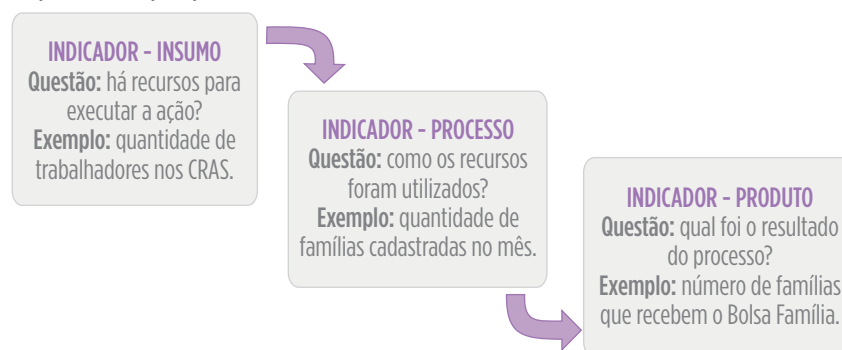 INDICADOR - INSUMO
Questão: há recursos para
executar a ação?
Exemplo: quantidade de
trabalhadores nos CRAS.
INDICADOR - PROCESSO
Questão: como os recursos
foram utilizados?
Exemplo: quantidade de
famílias cadastradas no mês.
INDICADOR - PRODUTO
Questão: qual foi o resultado
do processo?
Exemplo: número de famílias
que recebem o Bolsa Família.